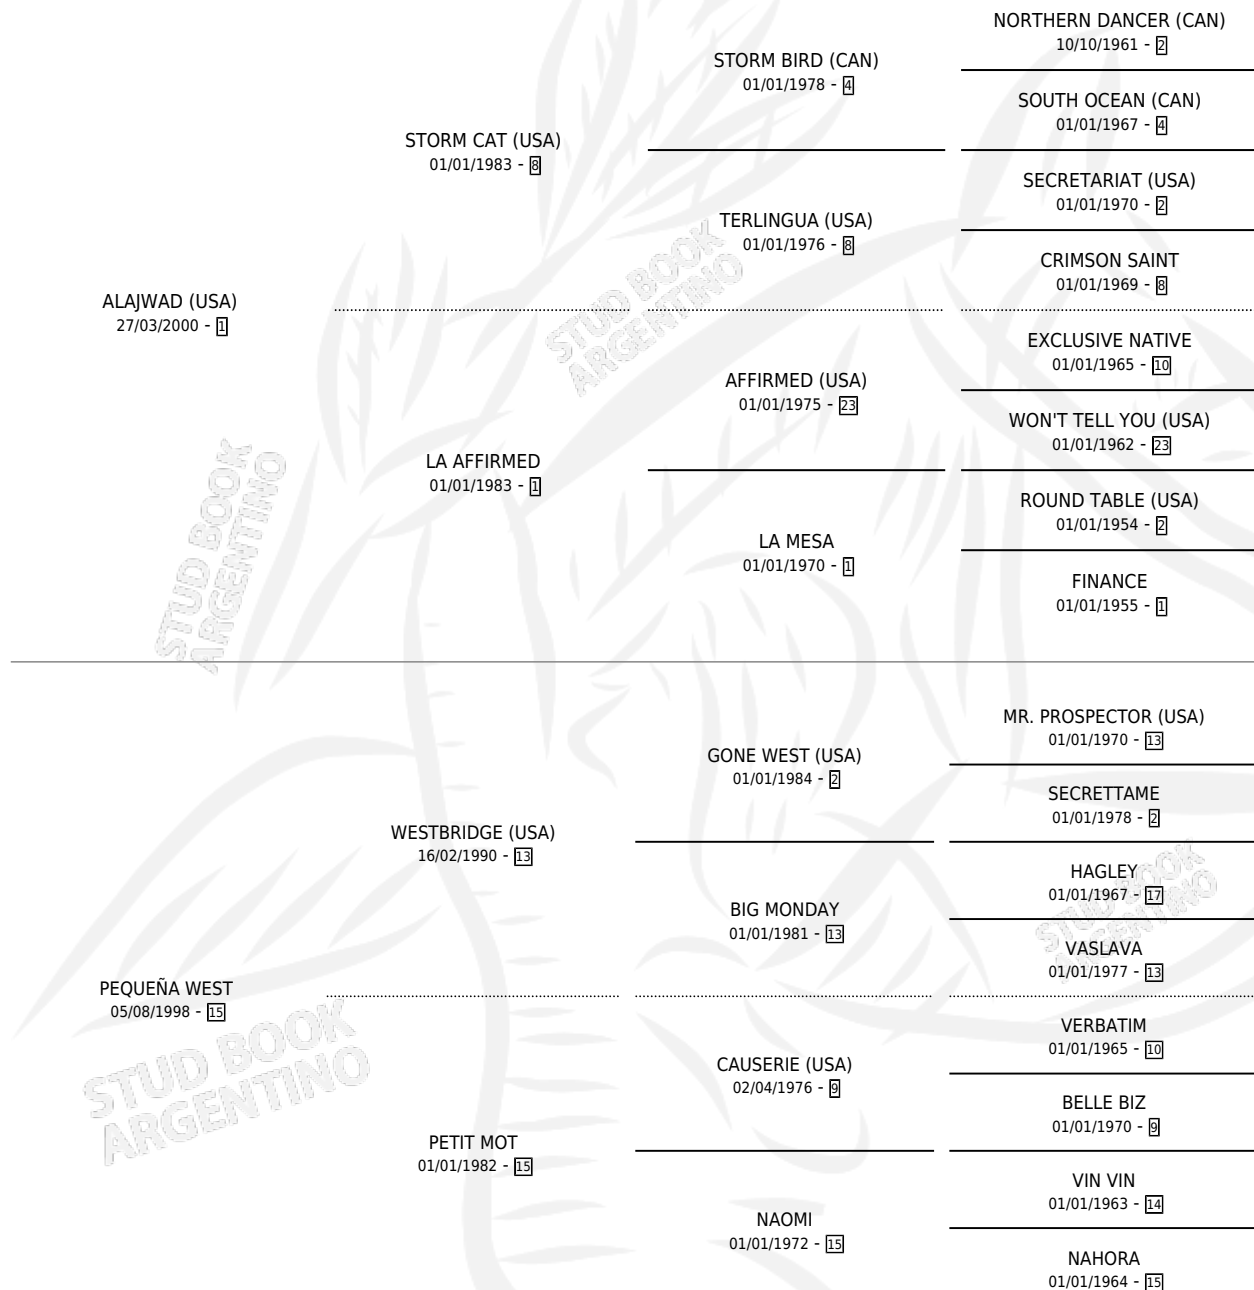 NORTHERN DANCER (CAN)
10/10/1961 - 2
STORM BIRD (CAN)
01/01/1978 - 4
SOUTH OCEAN (CAN)
01/01/1967 - 4
STORM CAT (USA)
01/01/1983 - 8
SECRETARIAT (USA)
01/01/1970 - 2
TERLINGUA (USA)
01/01/1976 - 8
CRIMSON SAINT
01/01/1969 - 8
ALAJWAD (USA)
27/03/2000 - 1
STUD BOOK
ARGENTINO
EXCLUSIVE NATIVE
01/01/1965 - 10
AFFIRMED (USA)
01/01/1975 - 23
WON'T TELL YOU (USA)
01/01/1962 - 23
LA AFFIRMED
01/01/1983 - 1
ROUND TABLE (USA)
01/01/1954 - 2
LA MESA
01/01/1970 - 1
FINANCE
01/01/1955 - 1
STUD BOOK
ARGENTINO
MR. PROSPECTOR (USA)
01/01/1970 - 13
GONE WEST (USA)
01/01/1984 - 2
SECRETTAME
01/01/1978 - 2
WESTBRIDGE (USA)
16/02/1990 - 13
HAGLEY
01/01/1967 - 17
BIG MONDAY
01/01/1981 - 13
VASLAVA
01/01/1977 - 13
STUD BOOK
ARGENTINO
PEQUEÑA WEST
05/08/1998 - 15
STUD BOOK
ARGENTINO
VERBATIM
01/01/1965 - 10
CAUSERIE (USA)
02/04/1976 - 9
BELLE BIZ
01/01/1970 - 9
PETIT MOT
01/01/1982 - 15
VIN VIN
01/01/1963 - 14
NAOMI
01/01/1972 - 15
NAHORA
01/01/1964 - 15